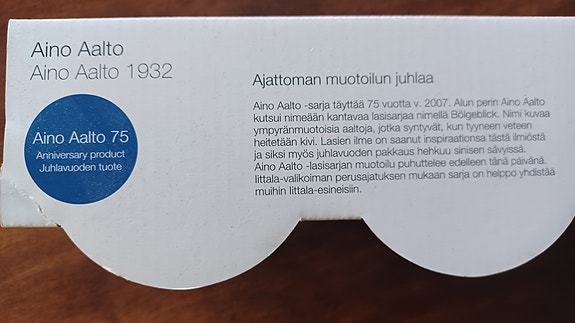 Aino Aalto
Aino Aalto 1932
Aino Aalto 75
Anniversary product
Juhlavuoden tuote
Ajattoman muotoilun juhlaa
Aino Aalto -sarja täyttää 75 vuotta v. 2007. Alun perin Aino Aalto
kutsui nimeään kantavaa lasisarjaa nimellä Bölgeblick. Nimi kuvaa
ympyränmuotoisia aaltoja, jotka syntyvät, kun tyyneen veteen
heitetään kivi. Lasien ilme on saanut inspiraationsa tästä ilmiöstä
ja siksi myös juhlavuoden pakkaus hehkuu sinisen sävyissä.
Aino Aalto -lasisarjan muotoilu puhuttelee edelleen tänä päivänä.
Iittala-valikoiman perusajatuksen mukaan sarja on helppo yhdistää
muihin Iittala-esineisiin.